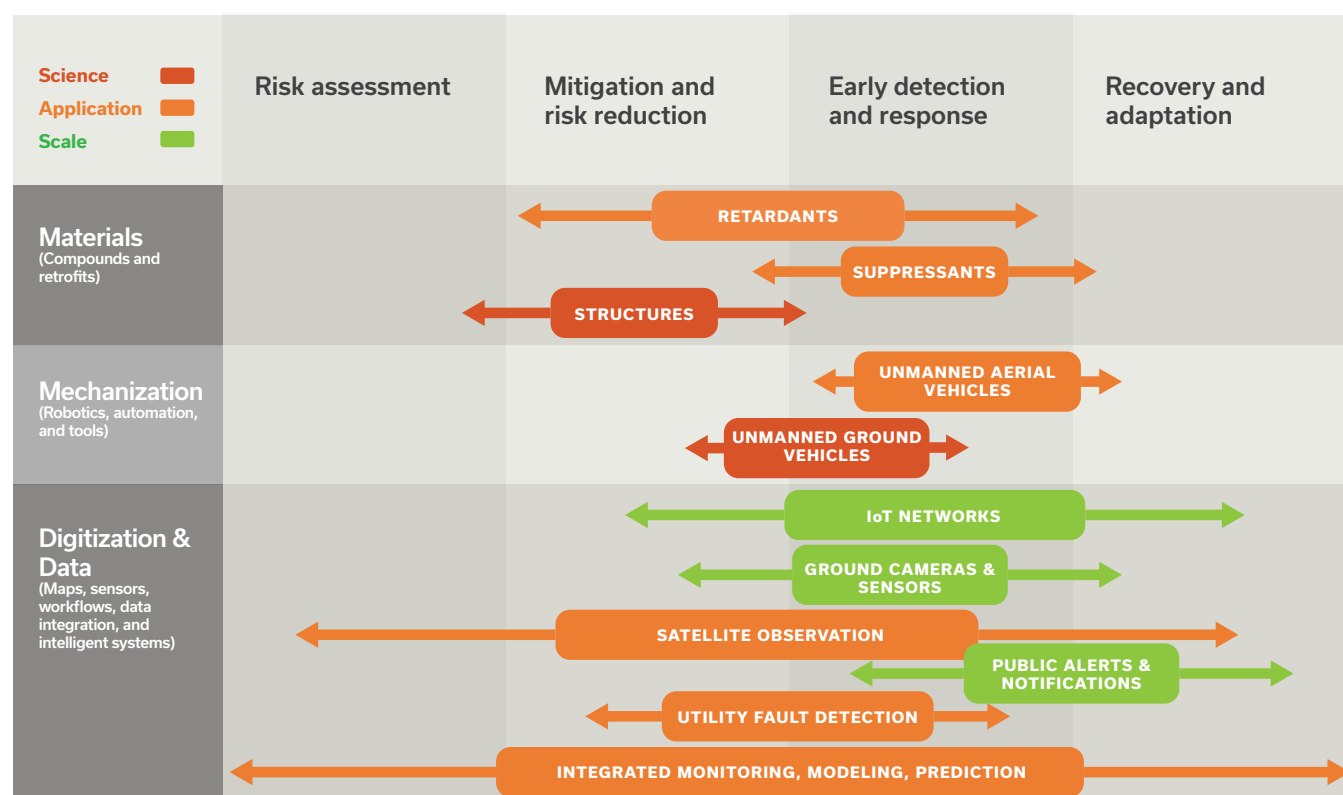 Science
Application
Scale
Risk assessment
Mitigation and
risk reduction
Early detection
and response
Recovery and
adaptation
Materials
(Compounds and
retrofits)
RETARDANTS
SUPPRESSANTS
STRUCTURES
Mechanization
(Robotics, automation,
and tools)
UNMANNED AERIAL
VEHICLES
UNMANNED GROUND
VEHICLES
Digitization &
Data
(Maps, sensors,
workflows, data
integration, and
intelligent systems)
IoT NETWORKS
GROUND CAMERAS &
SENSORS
SATELLITE OBSERVATION
PUBLIC ALERTS &
NOTIFICATIONS
UTILITY FAULT DETECTION
INTEGRATED MONITORING, MODELING, PREDICTION